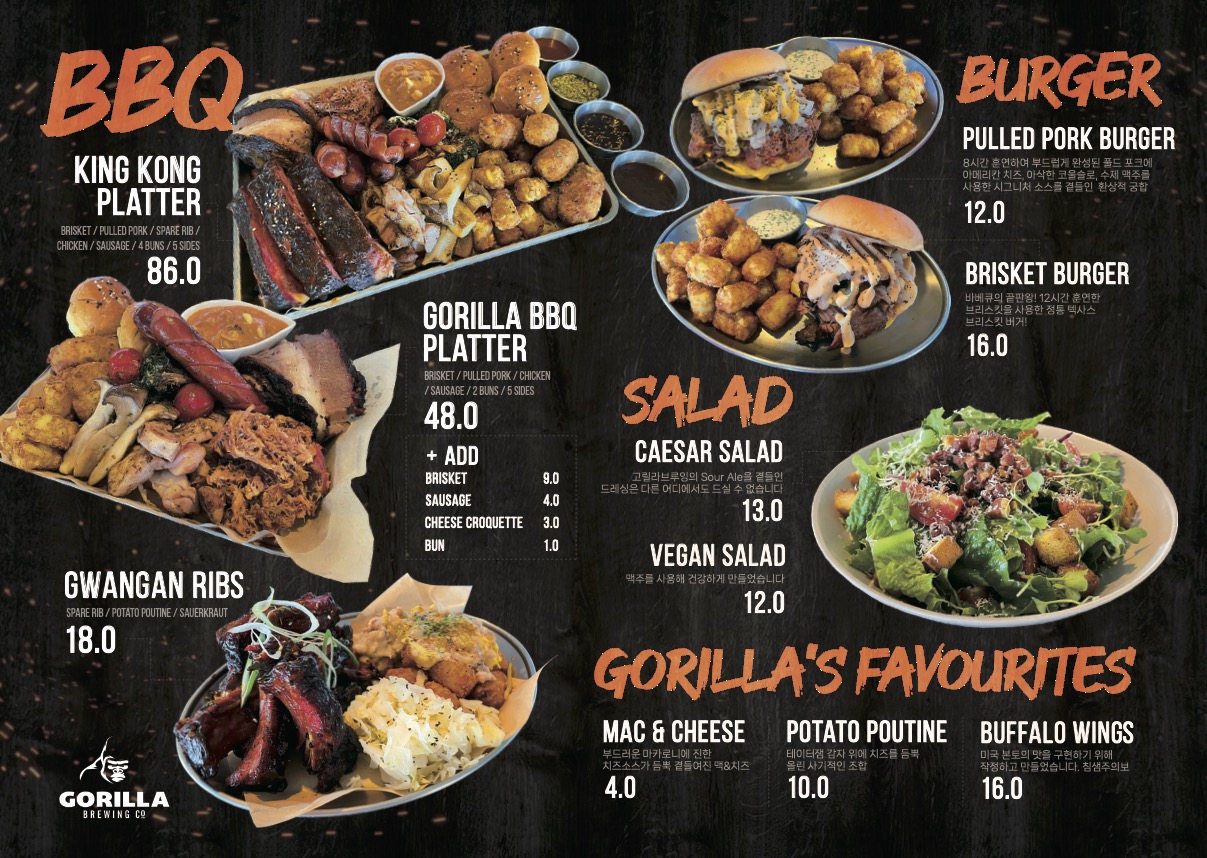 BBQ
KING KONG
PLATTER
BRISKET / PULLED PORK / SPARE RIB /
CHICKEN / SAUSAGE / 4 BUNS / 5 SIDES
86.0
GORILLA BBQ
PLATTER
BRISKET / PULLED PORK / CHICKEN
/ SAUSAGE / 2 BUNS / 5 SIDES
48.0
+ ADD
BRISKET 9.0
SAUSAGE 4.0
CHEESE CROQUETTE 3.0
BUN 1.0
GWANGAN RIBS
SPARE RIB / POTATO POUTINE / SAUERKRAUT
18.0
GORILLA
BREWING CO
BURGER
PULLED PORK BURGER
8시간 훈연하여 부드럽게 완성된 풀드 포크에
아메리칸 치즈, 아삭한 코울슬로, 수제 맥주를
사용한 시그니처 소스를 곁들인 환상적 궁합
12.0
BRISKET BURGER
바베큐의 끝판왕! 12시간 훈연한
브리스킷을 사용한 정통 텍사스
브리스킷 버거!
16.0
SALAD
CAESAR SALAD
고릴라브루잉의 Sour Ale을 곁들인
드레싱은 다른 어디에서도 드실 수 없습니다
13.0
VEGAN SALAD
맥주를 사용해 건강하게 만들었습니다
12.0
GORILLA'S FAVOURITES
MAC & CHEESE
부드러운 마카로니에 진한
치즈소스가 듬뿍 곁들여진 맥&치즈
4.0
POTATO POUTINE
테이터잼 감자 위에 치즈를 듬뿍
올린 사기적인 조합
10.0
BUFFALO WINGS
미국 본토의 맛을 구현하기 위해
작정하고 만들었습니다. 침샘주의보
16.0